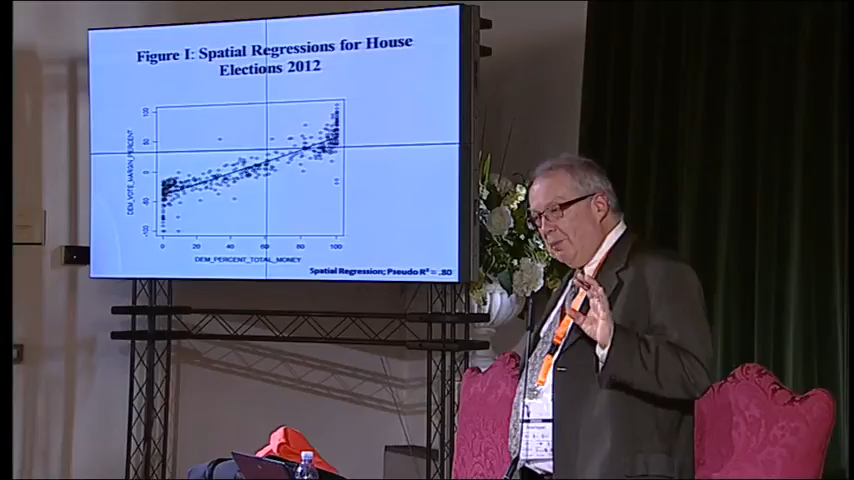 Figure I: Spatial Regressions for House
Elections 2012
DEM_VOTE_MARGIN_PERCENT
100
50
0
-50
-100
0
20
40
60
80
100
DEM_PERCENT_TOTAL_MONEY
Spatial Regression; Pseudo R² = .80